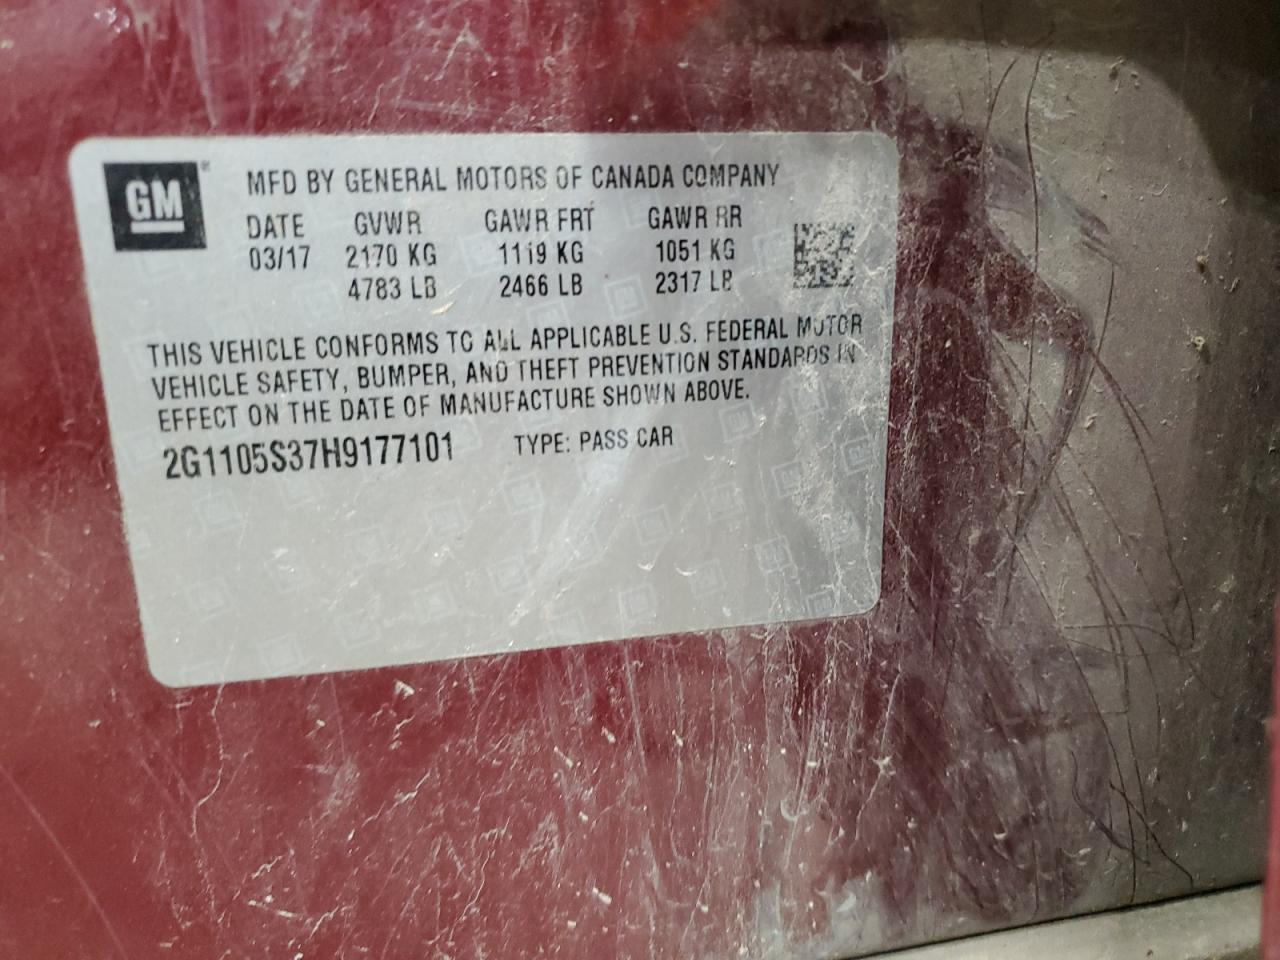 GM
MFD BY GENERAL MOTORS OF CANADA COMPANY
DATE GVWR GAWR FRT GAWR RR
03/17 2170 KG 1119 KG 1051 KG
4783 LB 2466 LB 2317 LB
THIS VEHICLE CONFORMS TO ALL APPLICABLE U.S. FEDERAL MOTOR
VEHICLE SAFETY, BUMPER, AND THEFT PREVENTION STANDARDS IN
EFFECT ON THE DATE OF MANUFACTURE SHOWN ABOVE.
2G1105S37H9177101 TYPE: PASS CAR